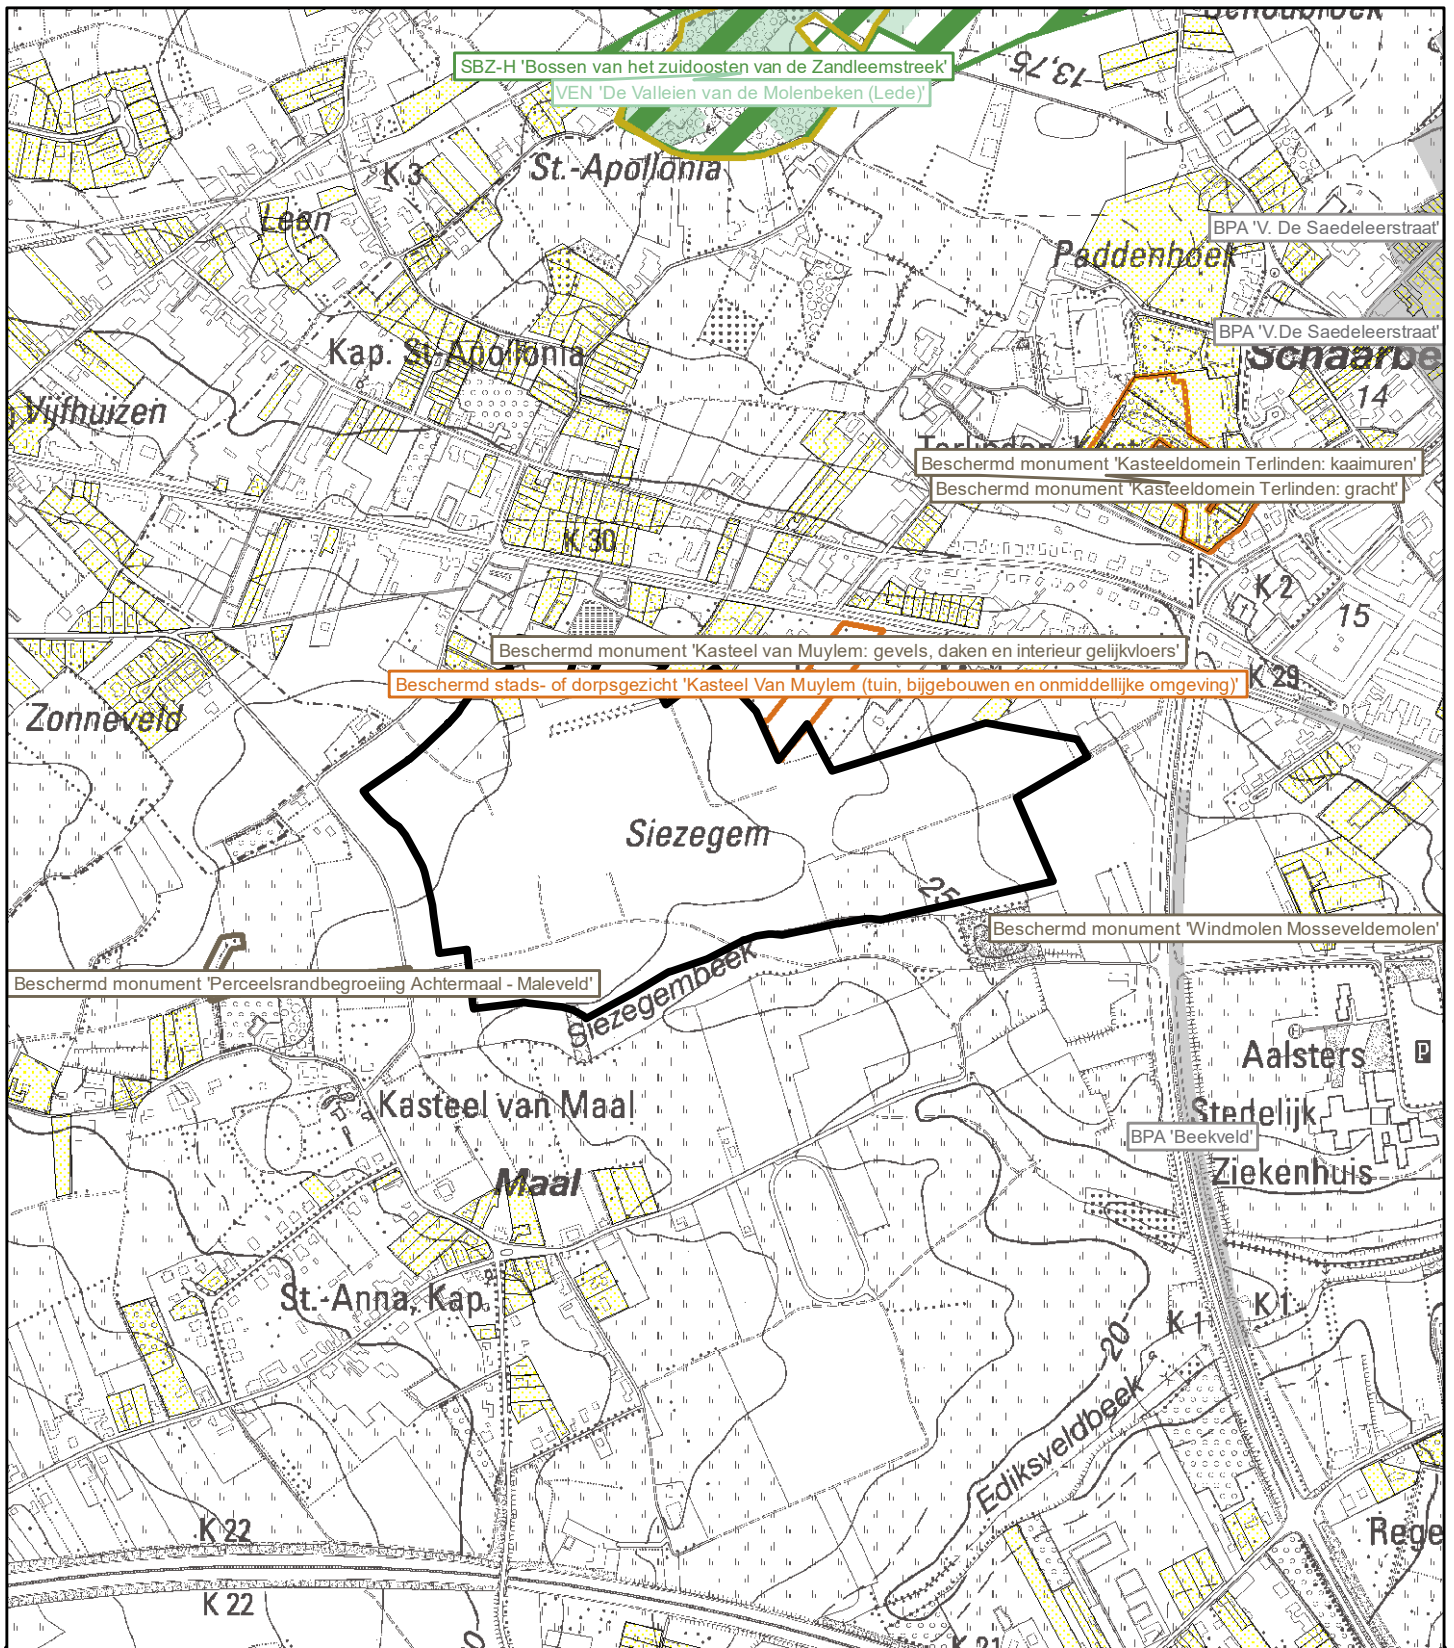 SBZ-H 'Bossen van het zuidoosten van de Zandleemstreek'
13,75
VEN 'De Valleien van de Molenbeken (Lede)'
K 3
St.-Apollonia
Leen
BPA 'V. De Saedeleerstraat'
Paddenhoek
BPA 'V.De Saedeleerstraat'
Kap. St-Apollonia
14
Vijfhuizen
Beschermd monument 'Kasteeldomein Terlinden: kaaimuren'
Beschermd monument 'Kasteeldomein Terlinden: gracht'
K 30
K 2
15
Beschermd monument 'Kasteel van Muylem: gevels, daken en interieur gelijkvloers'
K 29
Beschermd stads- of dorpsgezicht 'Kasteel Van Muylem (tuin, bijgebouwen en onmiddellijke omgeving)'
Zonneveld
Siezegem
25
Beschermd monument 'Windmolen Mosseveldemolen'
Siezegembeek
Beschermd monument 'Perceelsrandbegroeiing Achtermaal - Maleveld'
Aalsters
P
Kasteel van Maal
Stedelijk
BPA 'Beekveld'
Ziekenhuis
Maal
St.-Anna, Kap.
K 1
K 1
20
Ediksveldbeek
K 22
Rege
K 22
K 21